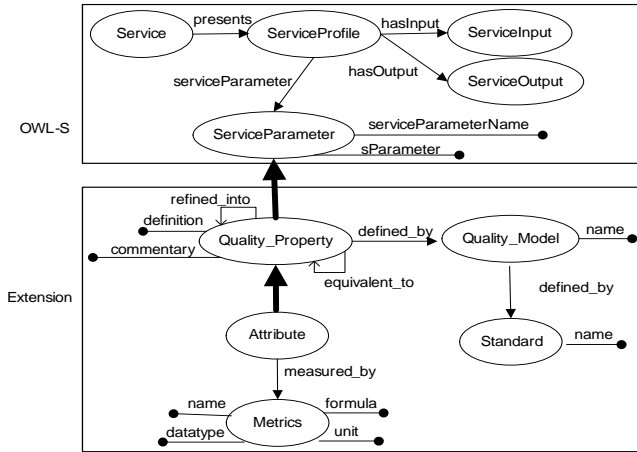 presents
hasInput
Service
ServiceProfile
ServiceInput
hasOutput
serviceParameter
ServiceOutput
OWL-S
serviceParameterName
ServiceParameter
sParameter
refined_into
definition
defined_by
name
Quality_Property
Quality_Model
commentary
equivalent_to
Extension
defined_by
Attribute
Standard
name
measured_by
name
formula
Metrics
datatype
unit